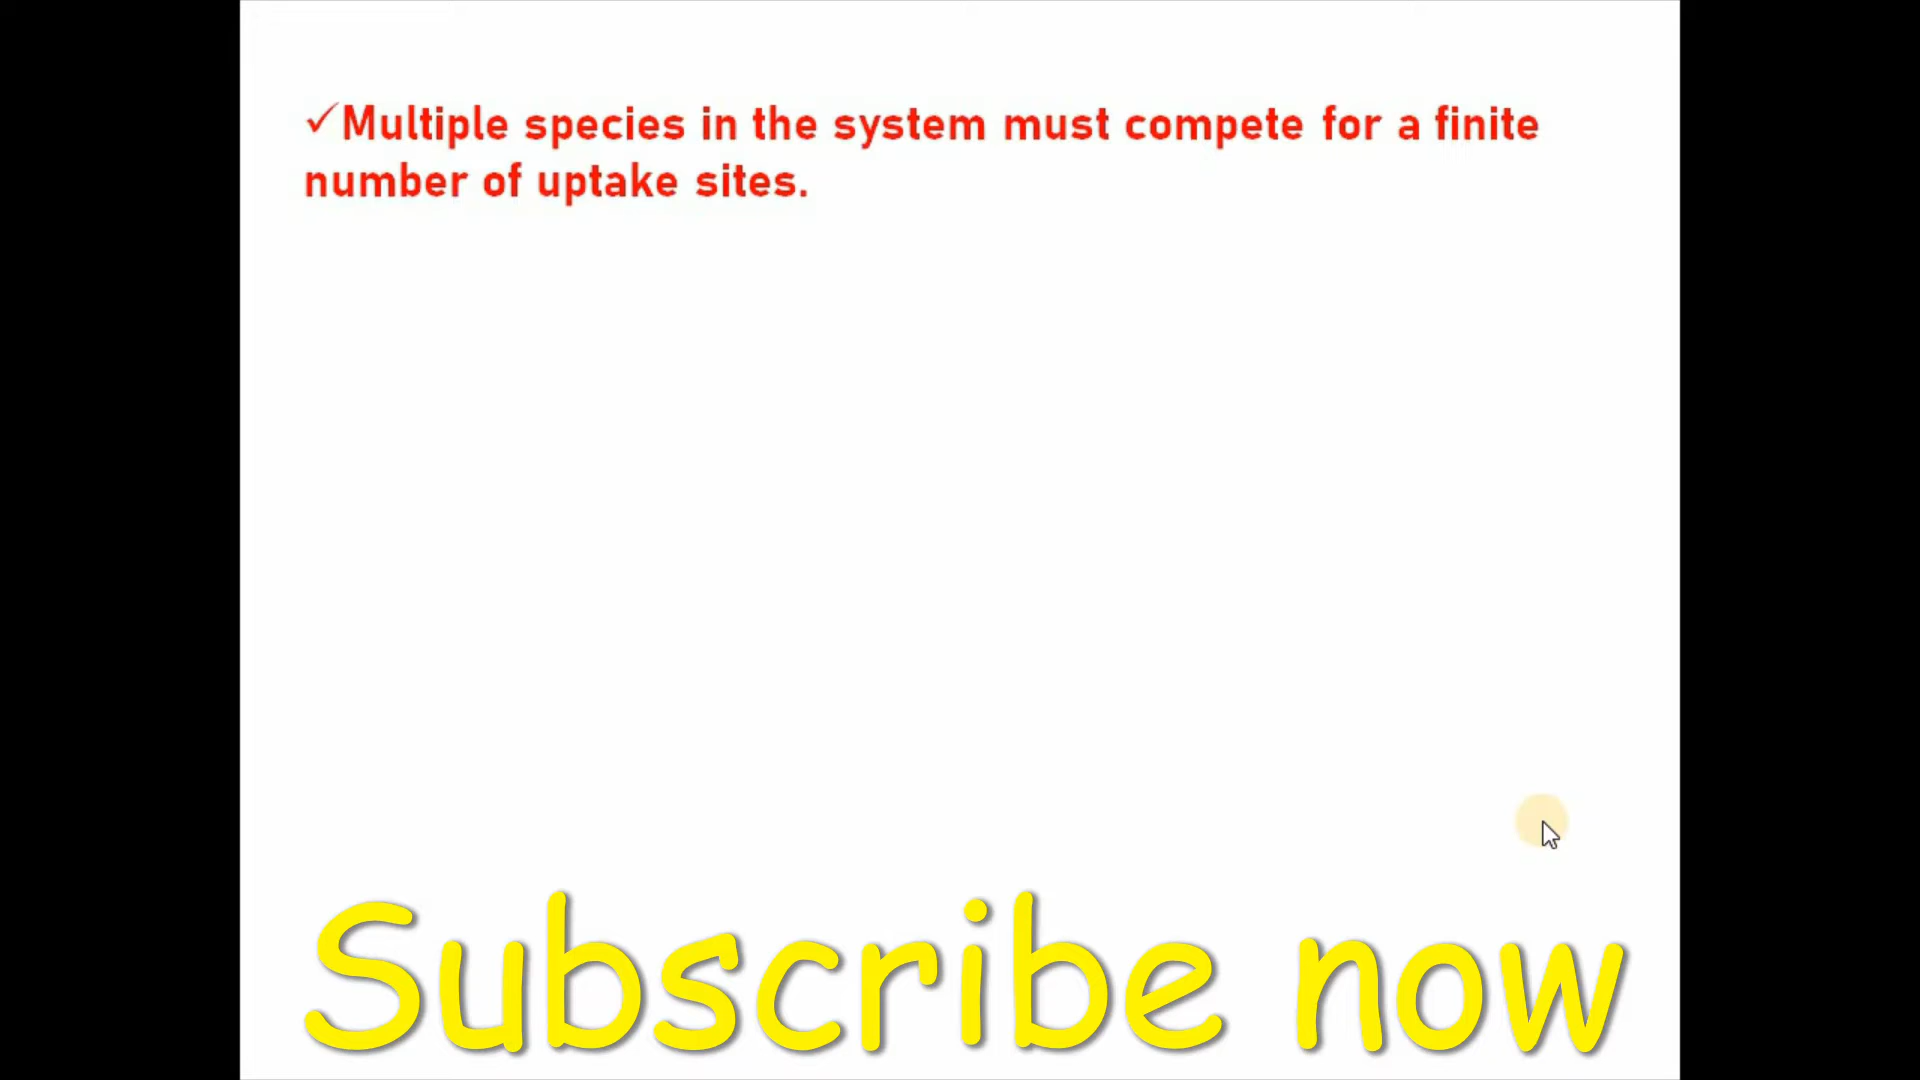 ✓Multiple species in the system must compete for a finite
number of uptake sites.
Subscribe now